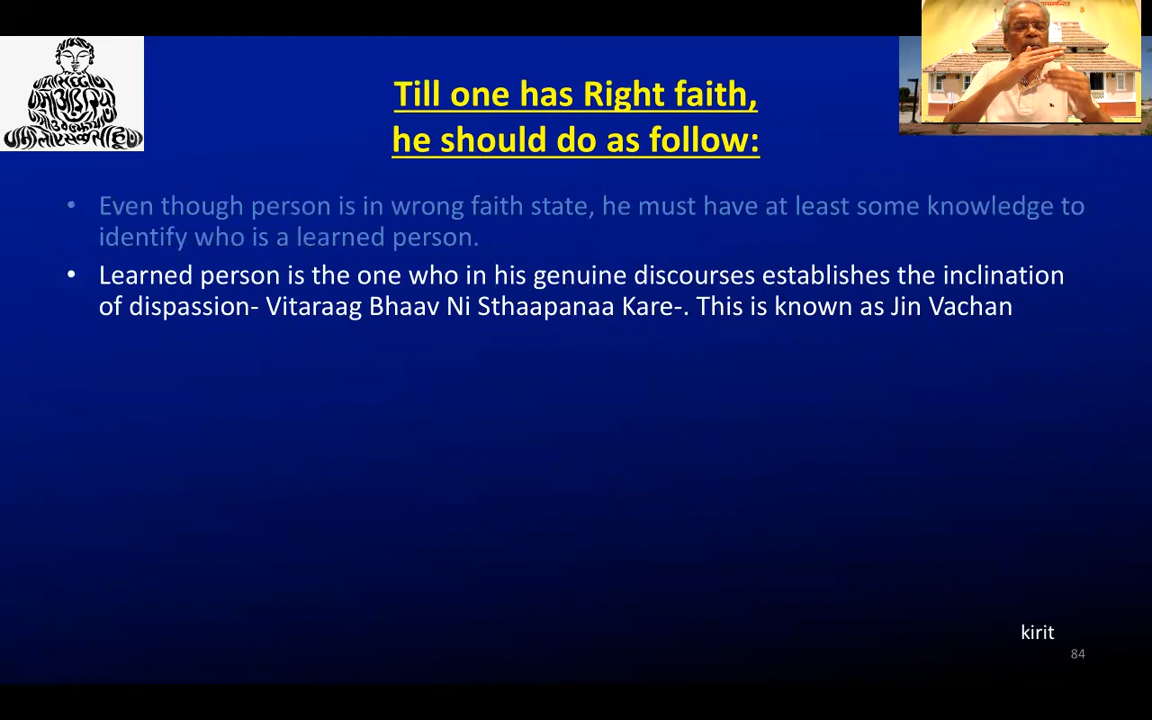 Till one has Right faith,
he should do as follow:
• Even though person is in wrong faith state, he must have at least some knowledge to
identify who is a learned person.
• Learned person is the one who in his genuine discourses establishes the inclination
of dispassion- Vitaraag Bhaav Ni Sthaapanaa Kare-. This is known as Jin Vachan
kirit
84